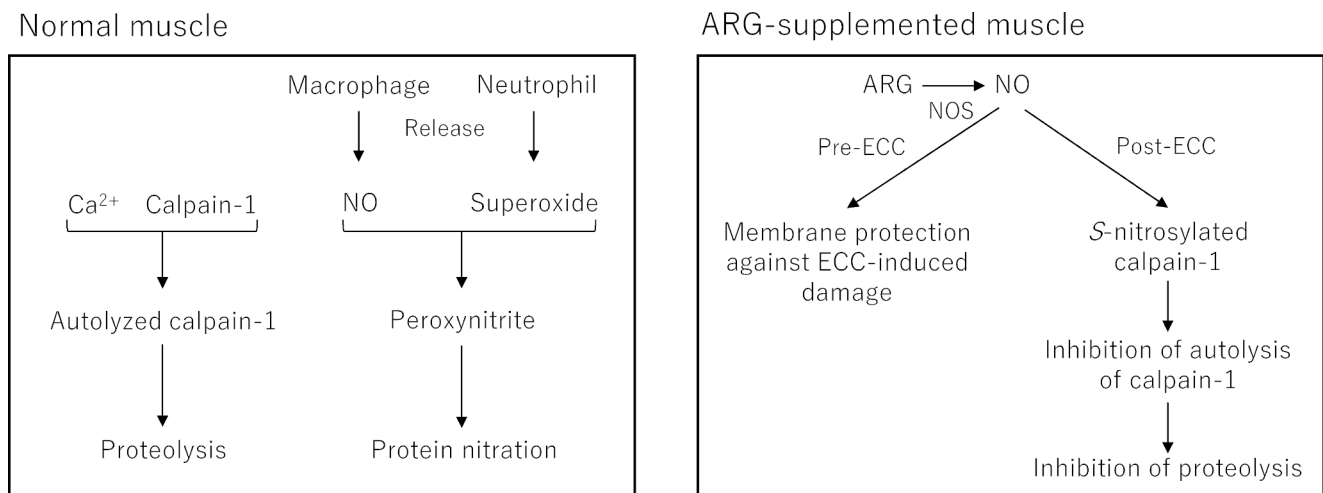 Normal muscle
Macrophage
Neutrophil
Release
Ca²⁺
Calpain-1
NO
Superoxide
Autolyzed calpain-1
Peroxynitrite
Proteolysis
Protein nitration
ARG-supplemented muscle
ARG
NO
NOS
Pre-ECC
Post-ECC
Membrane protection
against ECC-induced
damage
S-nitrosylated
calpain-1
Inhibition of autolysis
of calpain-1
Inhibition of proteolysis